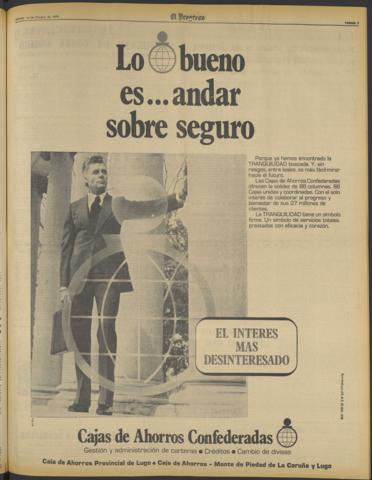 El Progreso
Lo bueno
es... andar
sobre seguro
Porque ya hemos encontrado la
TRANQUILIDAD buscada. Y, sin
riesgos, entre todos, es más fácil mirar
hacia el futuro.
Las Cajas de Ahorros Confederadas
ofrecen la solidez de 88 columnas. 88
Cajas unidas y coordinadas. Con el solo
interés de colaborar al progreso y
bienestar de sus 27 millones de
clientes.
La TRANQUILIDAD tiene un símbolo
firme. Un símbolo de servicios totales
prestados con eficacia y corazón.
EL INTERES
MAS
DESINTERESADO
Cajas de Ahorros Confederadas
Gestión y administración de carteras • Créditos • Cambio de divisas
Caja de Ahorros Provincial de Lugo • Caja de Ahorros - Monte de Piedad de La Coruña y Lugo